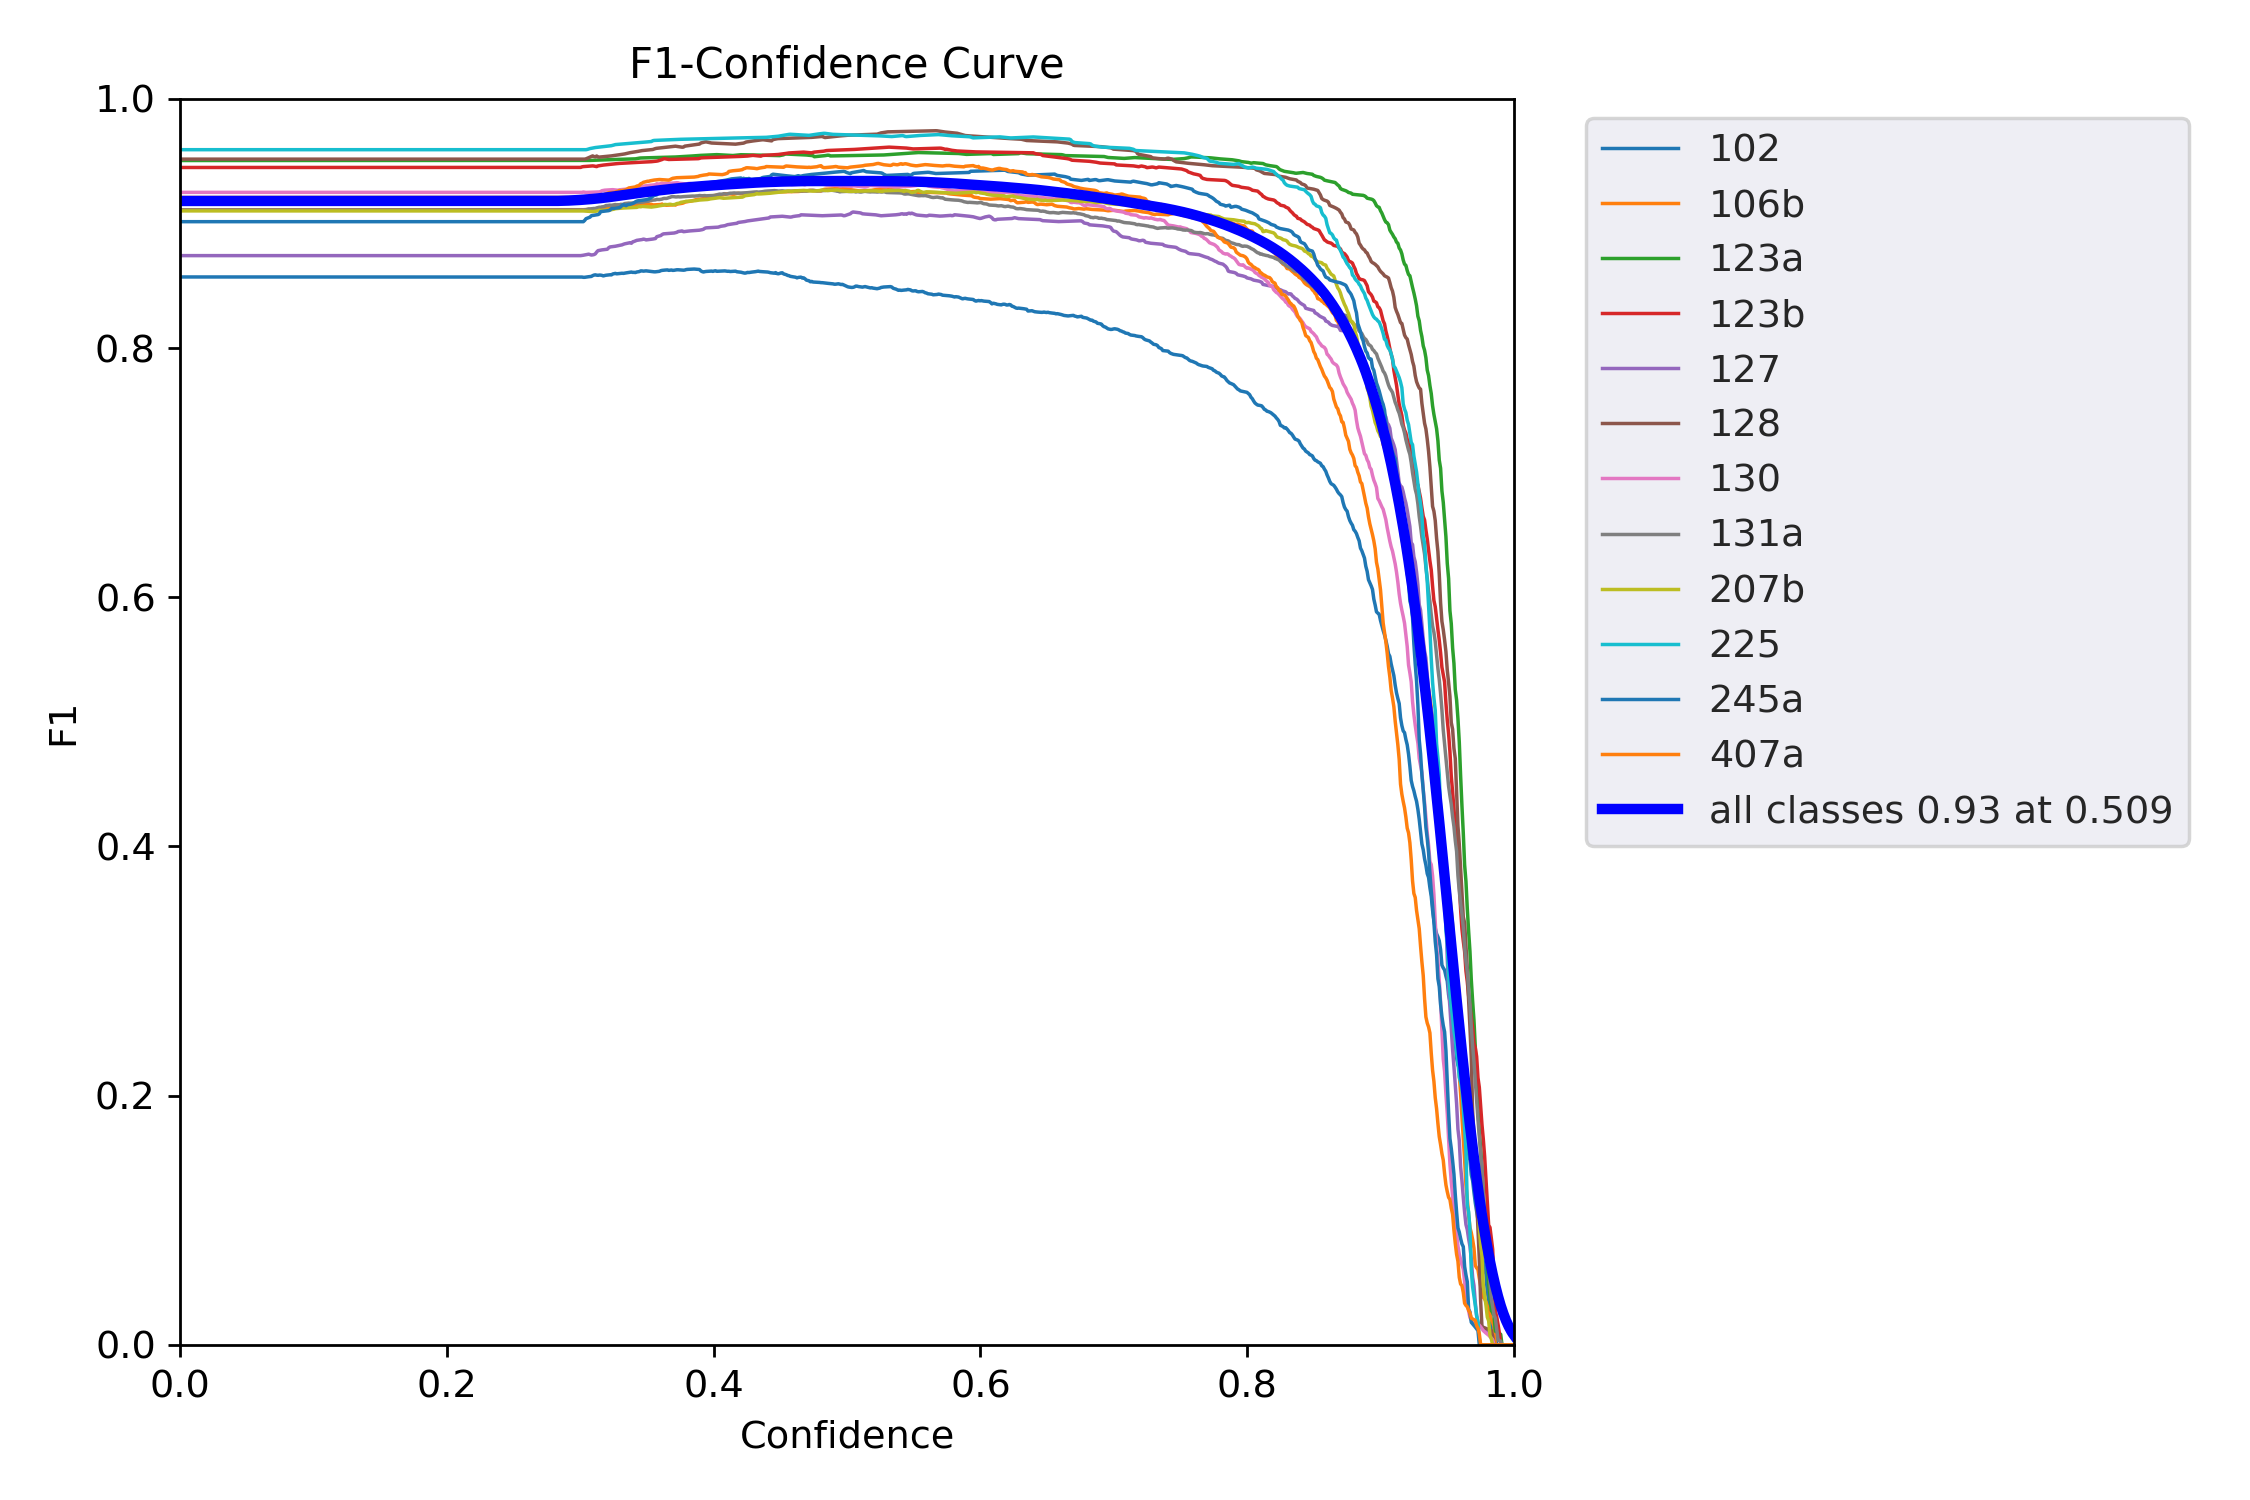 F1-Confidence Curve
1.0
0.8
0.6
0.4
0.2
0.0
F1
0.0 0.2 0.4 0.6 0.8 1.0
Confidence
102
106b
123a
123b
127
128
130
131a
207b
225
245a
407a
all classes 0.93 at 0.509